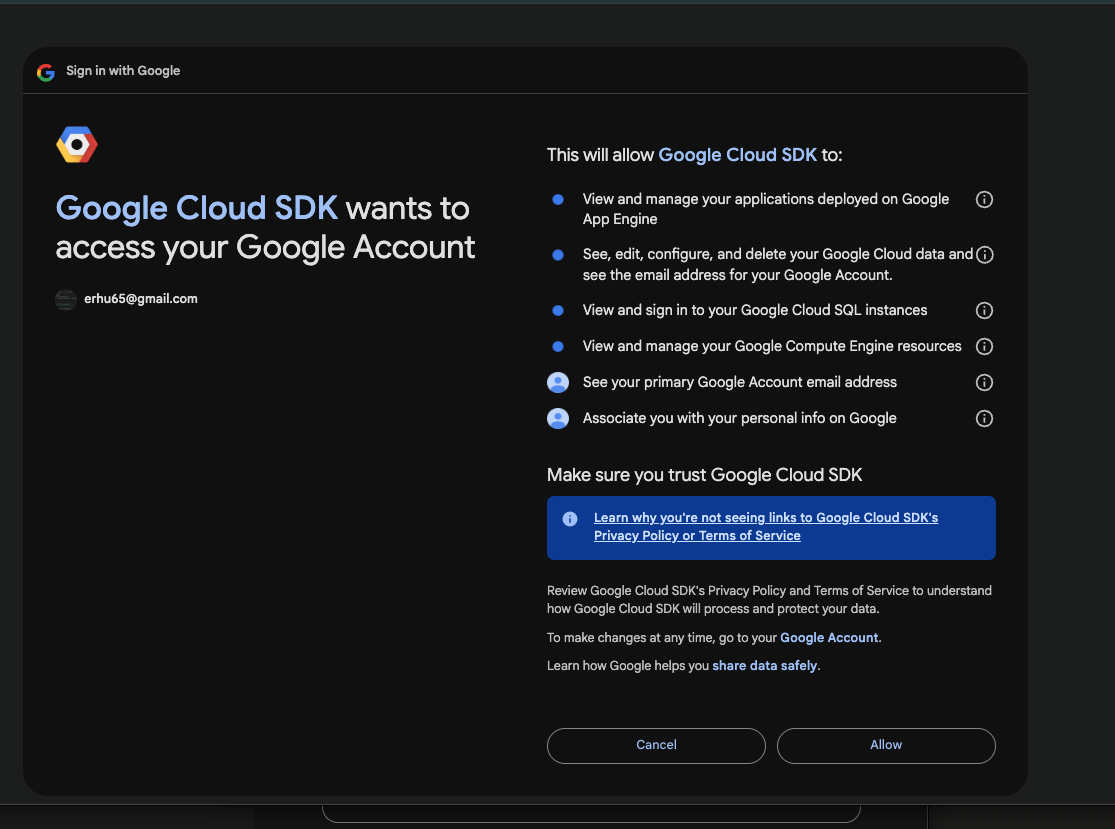 Sign in with Google
Google Cloud SDK wants to
access your Google Account
erhu65@gmail.com
This will allow Google Cloud SDK to:
View and manage your applications deployed on Google
App Engine
See, edit, configure, and delete your Google Cloud data and
see the email address for your Google Account.
View and sign in to your Google Cloud SQL instances
View and manage your Google Compute Engine resources
See your primary Google Account email address
Associate you with your personal info on Google
Make sure you trust Google Cloud SDK
Learn why you're not seeing links to Google Cloud SDK's
Privacy Policy or Terms of Service
Review Google Cloud SDK's Privacy Policy and Terms of Service to understand
how Google Cloud SDK will process and protect your data.
To make changes at any time, go to your Google Account.
Learn how Google helps you share data safely.
Cancel
Allow